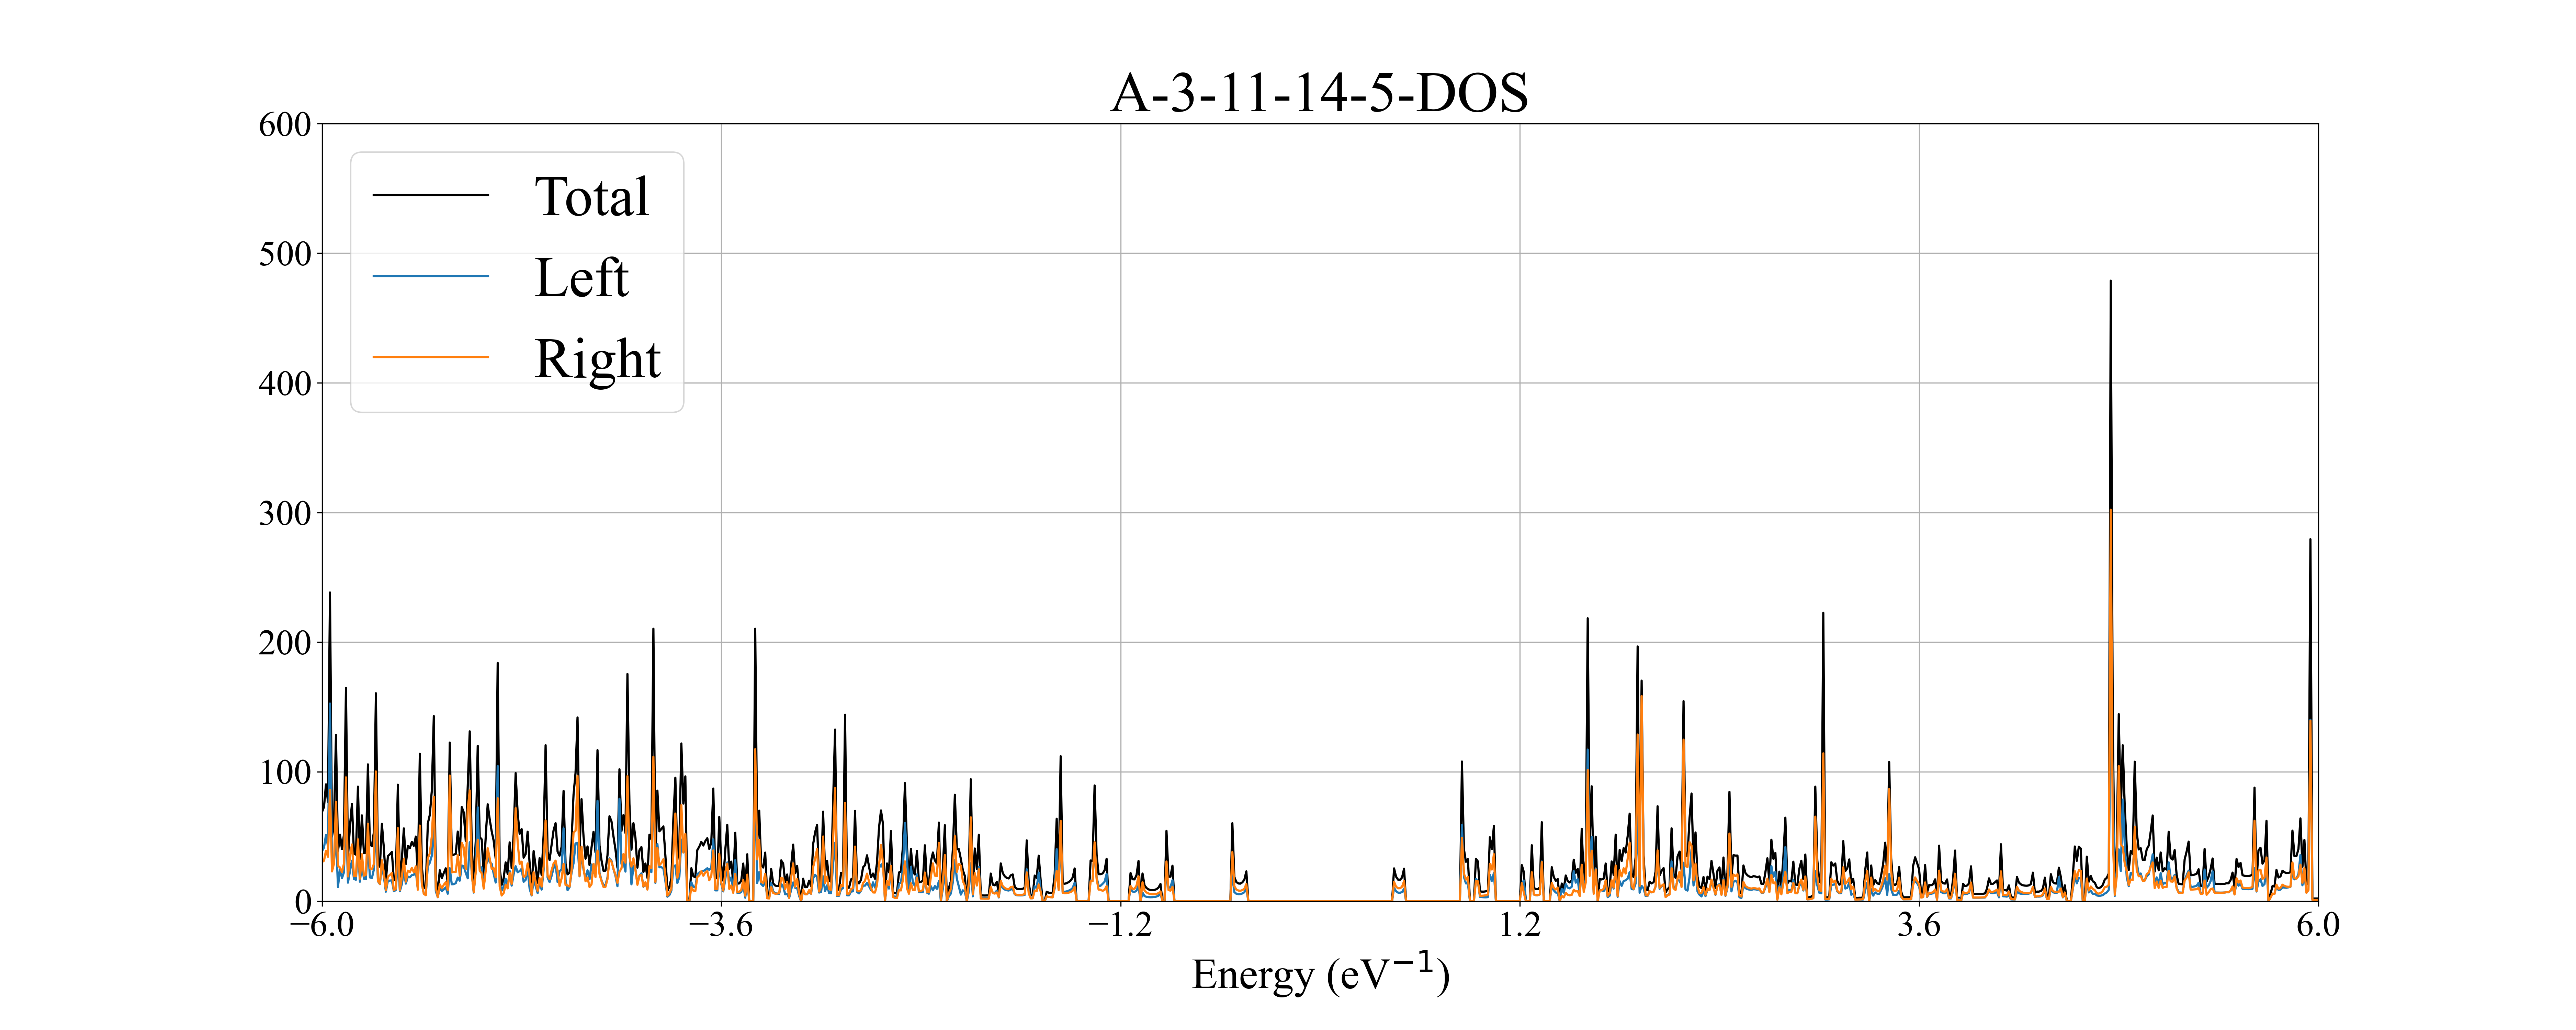 A-3-11-14-5-DOS
600
500
400
300
200
100
0
Total
Left
Right
−6.0 −3.6 −1.2 1.2 3.6 6.0
Energy (eV⁻¹)